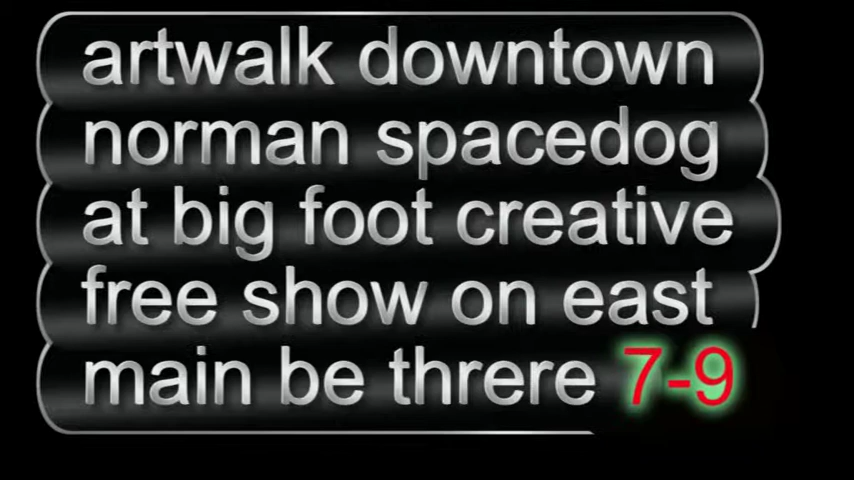 artwalk downtown
norman spacedog
at big foot creative
free show on east
main be threre 7-9